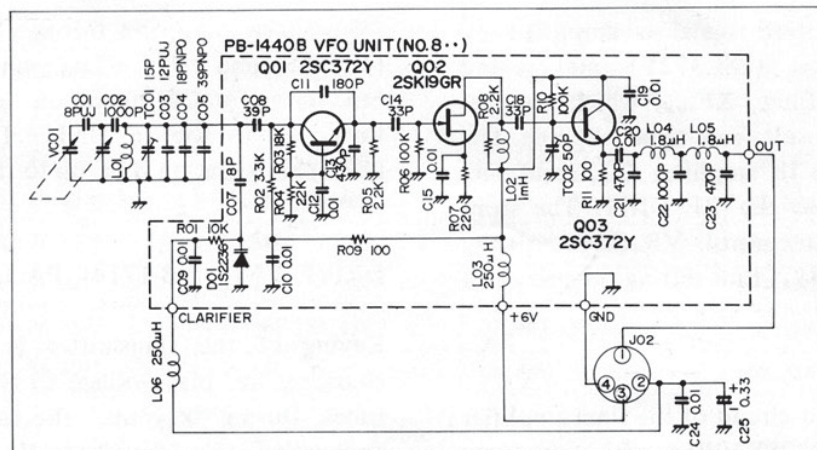 PB-1440B VFO UNIT (NO.8··)
Q01 2SC372Y
Q02
2SK19GR
Q03
2SC372Y
C01
8PUJ
C02
1000P
TC01 15P
C03 12PUJ
C04 18PNPO
C05 39PNPO
VC01
L01
C08
39P
C11 180P
R03 18K
R02 3.3K
R04 22K
C12 0.01
C13 430P
R05 2.2K
C14
33P
R06 100K
C15 0.01
R07 220
R08 2.2K
C18
33P
L02 1mH
TC02 50P
R10 100K
C19 0.01
R11 100
C20
0.01
C21 470P
L04
1.8μH
C22 1000P
L05
1.8μH
C23 470P
OUT
C07 8P
R01 10K
C09 0.01
D01
1S2236
C10 0.01
R09 100
L03 250μH
CLARIFIER
+6V
GND
L06 250μH
J02
1
4
3
2
C24 0.01
+
C25 0.33